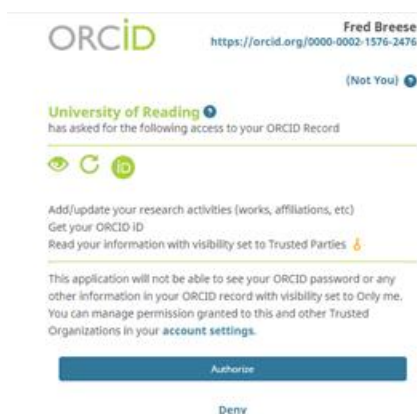 ORCID
Fred Breese
https://orcid.org/0000-0002-1576-2476
(Not You) ?
University of Reading ?
has asked for the following access to your ORCID Record
iD
Add/update your research activities (works, affiliations, etc)
Get your ORCID iD
Read your information with visibility set to Trusted Parties
This application will not be able to see your ORCID password or any
other information in your ORCID record with visibility set to Only me.
You can manage permission granted to this and other Trusted
Organizations in your account settings.
Authorize
Deny